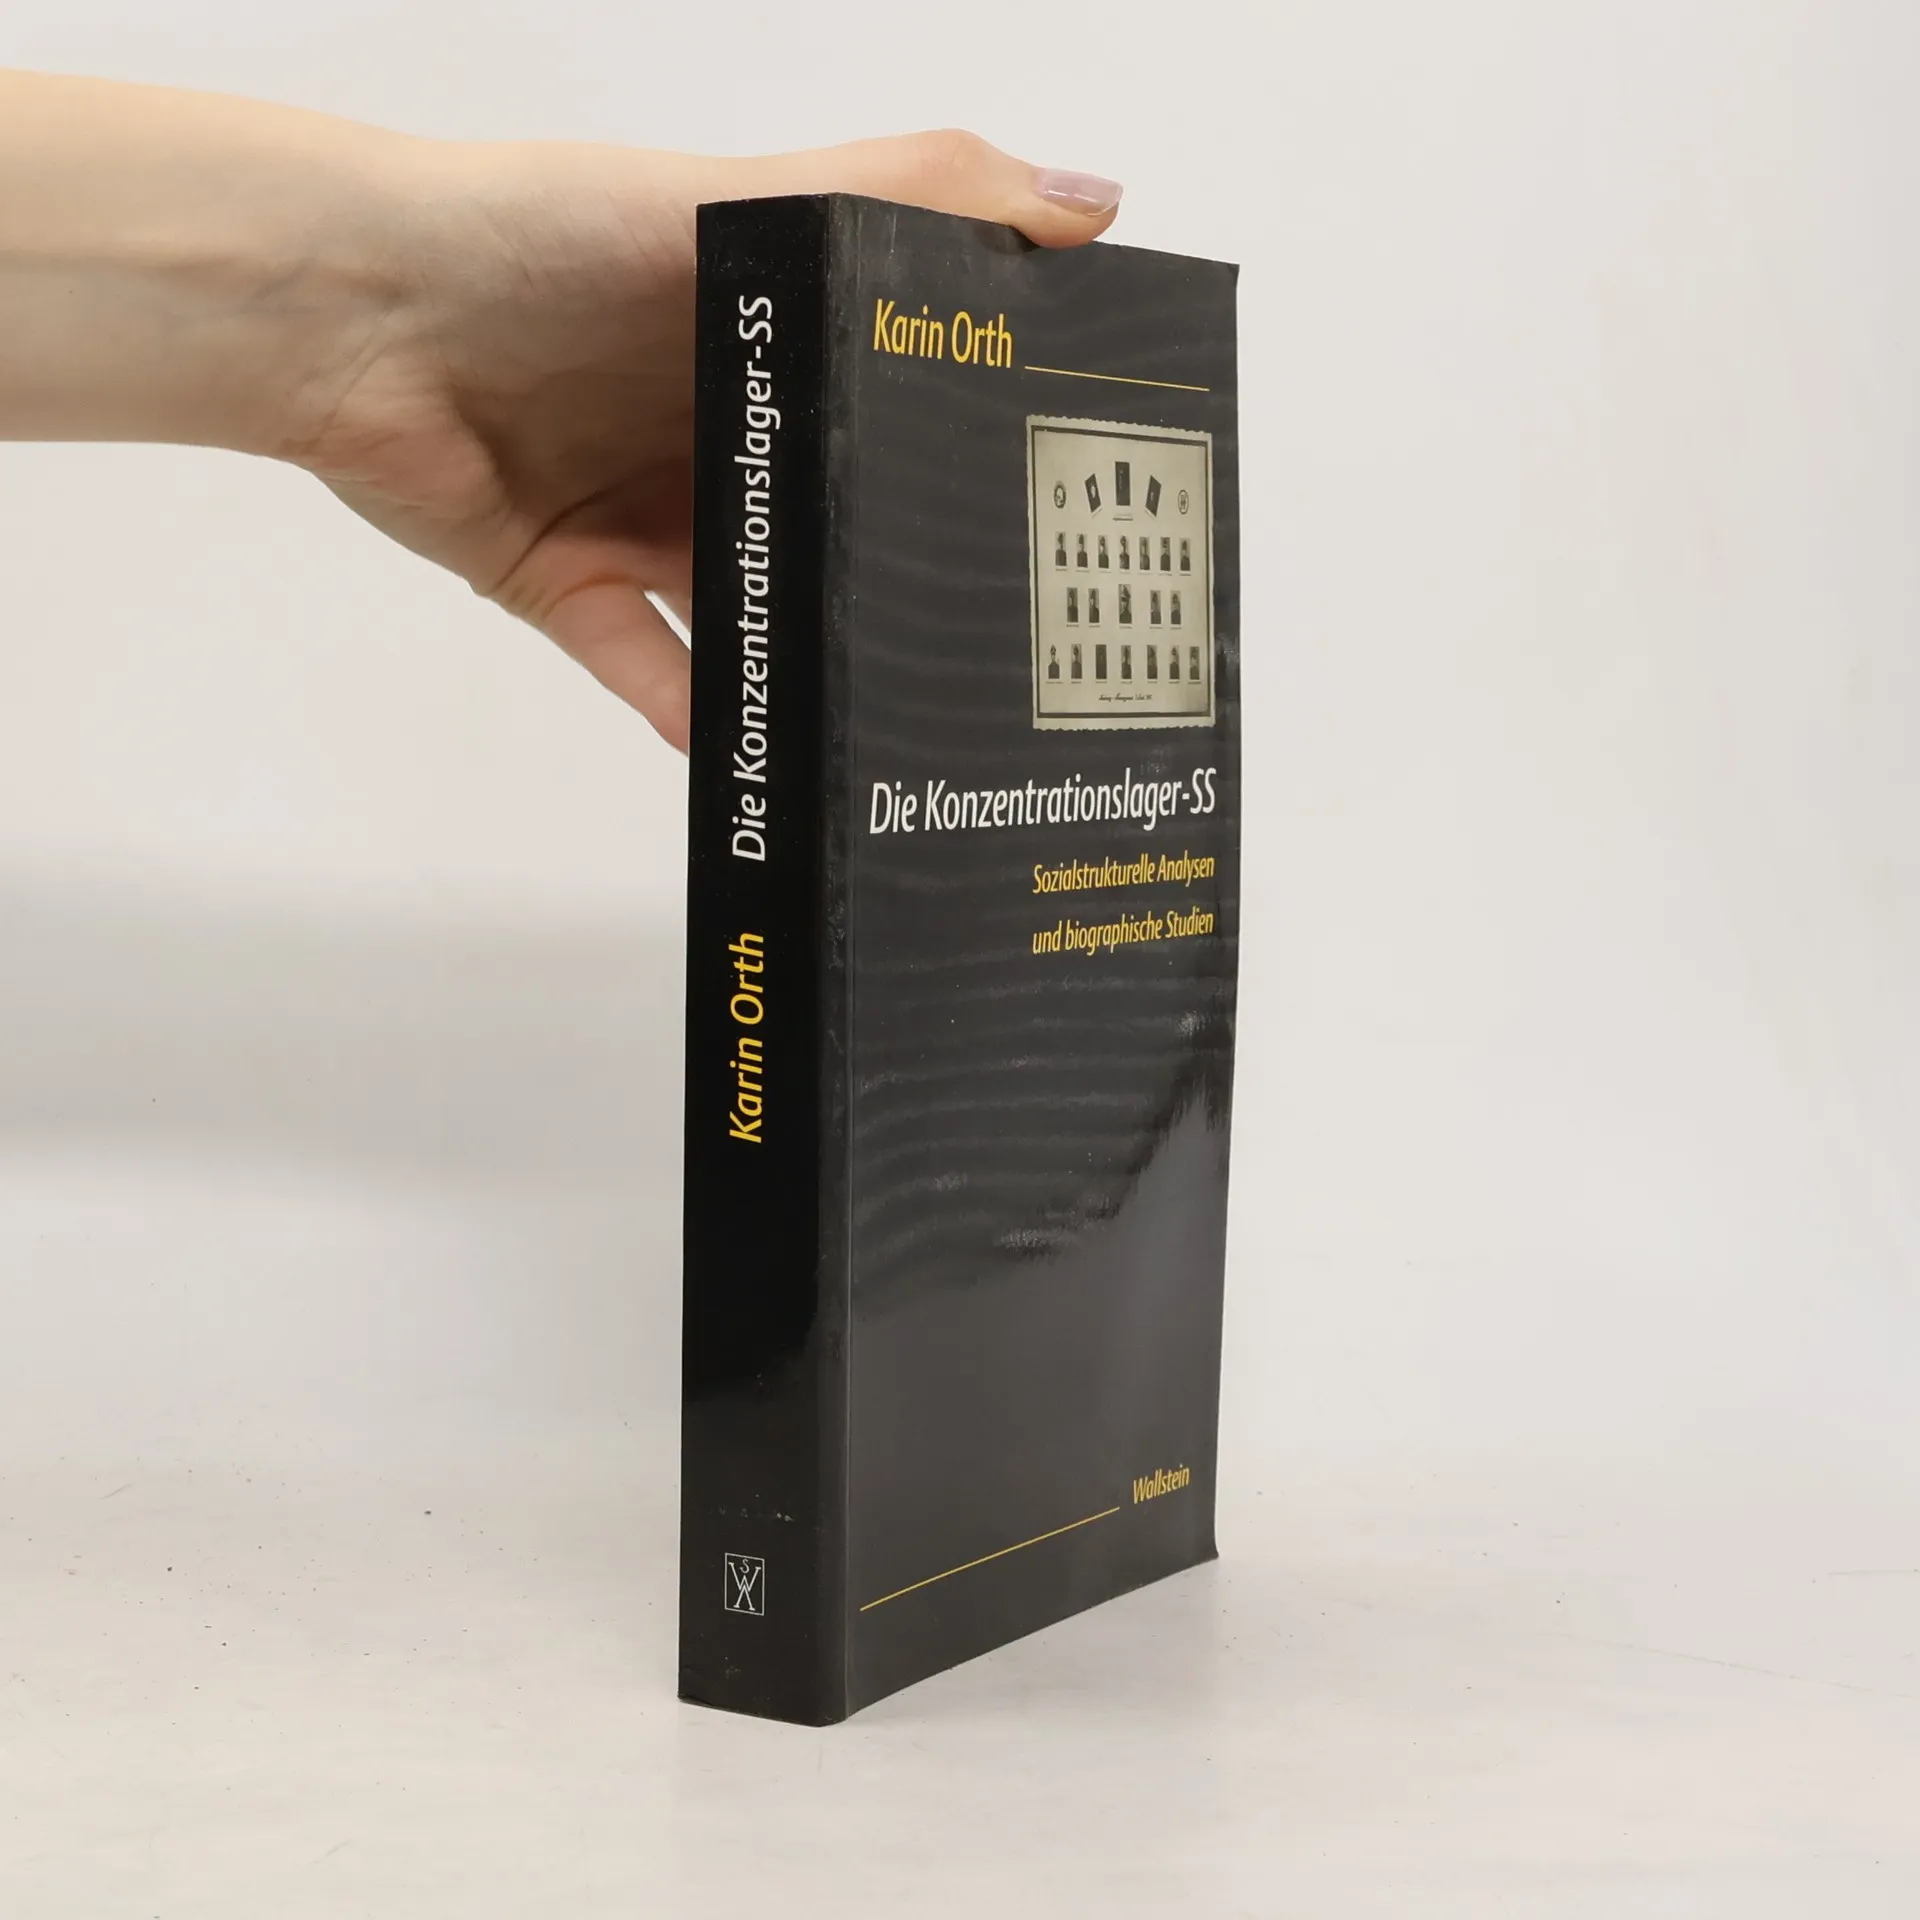 Die Konzentrationslager-SS
Karin Orth
Karin Orth
Die Konzentrationslager-SS
Sozialstrukturelle Analysen
und biographische Studien
Wallstein